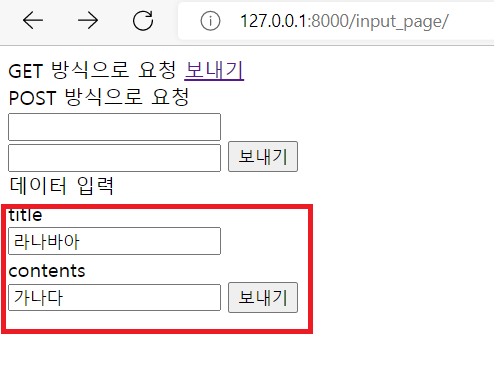 127.0.0.1:8000/input_page/
GET 방식으로 요청 보내기
POST 방식으로 요청
보내기
데이터 입력
title
라나바아
contents
가나다 보내기